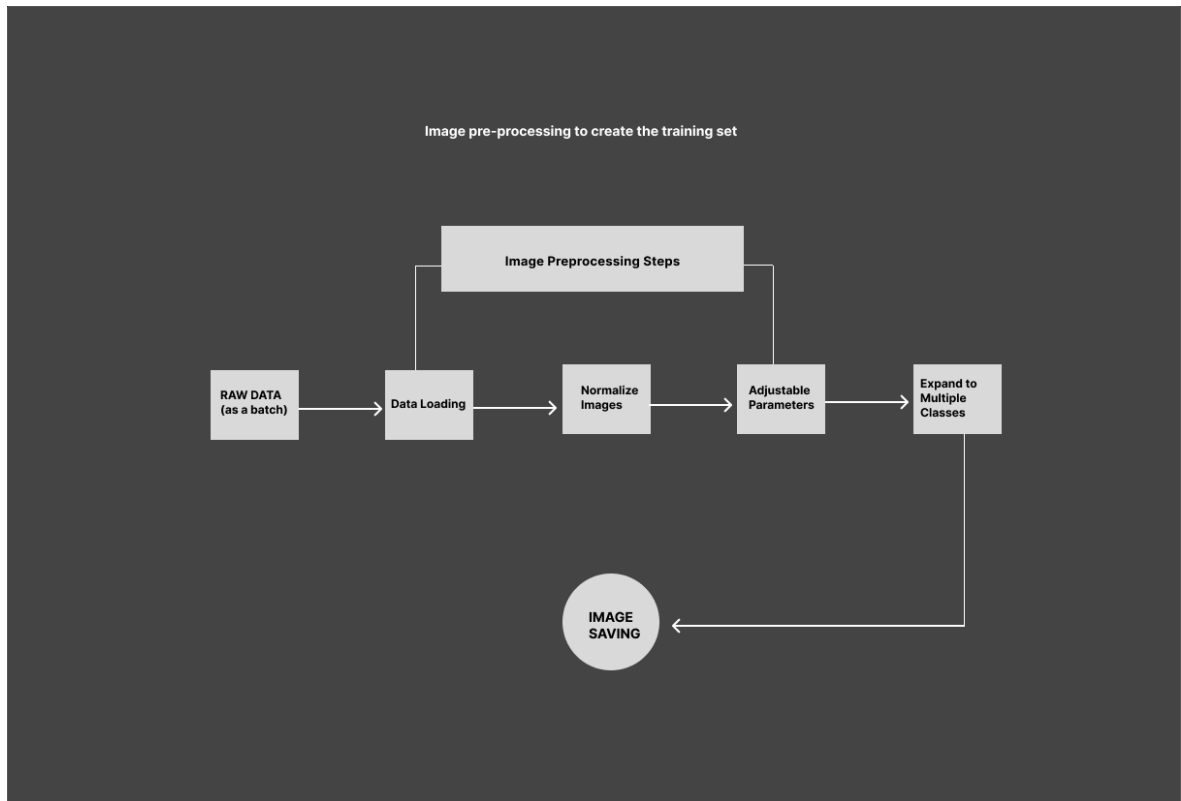 Image pre-processing to create the training set
Image Preprocessing Steps
RAW DATA
(as a batch)
Data Loading
Normalize
Images
Adjustable
Parameters
Expand to
Multiple
Classes
IMAGE
SAVING